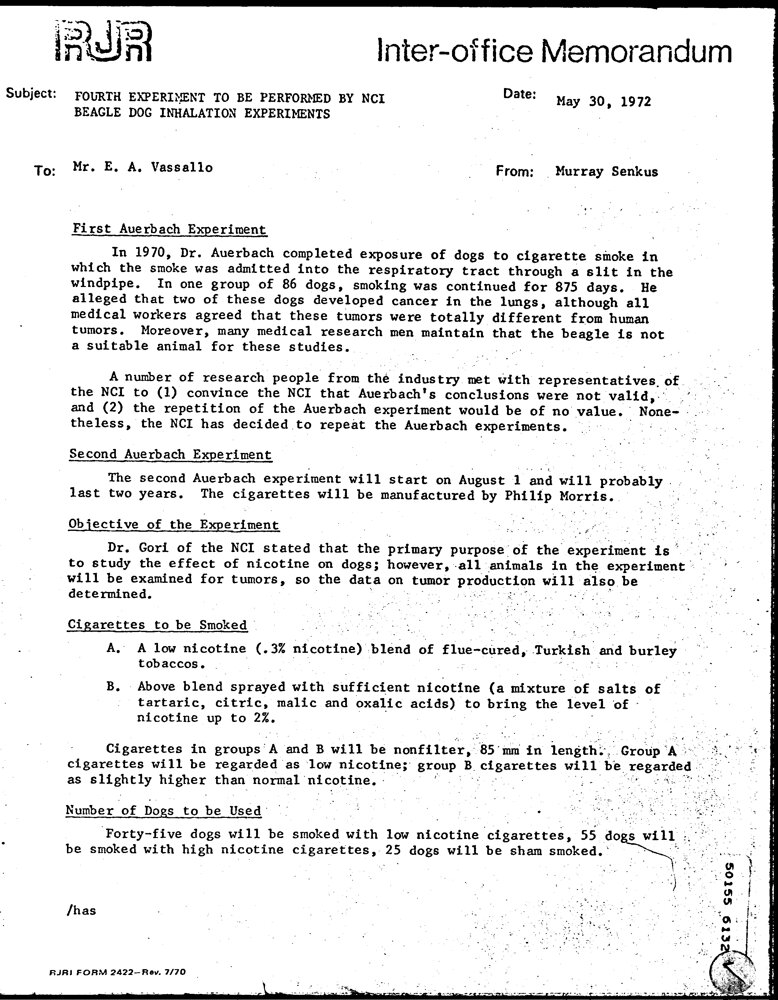 RJR
Inter-office Memorandum
Subject: FOURTH EXPERIMENT TO BE PERFORMED BY NCI
BEAGLE DOG INHALATION EXPERIMENTS
Date: May 30, 1972
To: Mr. E. A. Vassallo
From: Murray Senkus
First Auerbach Experiment
In 1970, Dr. Auerbach completed exposure of dogs to cigarette smoke in
which the smoke was admitted into the respiratory tract through a slit in the
windpipe. In one group of 86 dogs, smoking was continued for 875 days. He
alleged that two of these dogs developed cancer in the lungs, although all
medical workers agreed that these tumors were totally different from human
tumors. Moreover, many medical research men maintain that the beagle is not
a suitable animal for these studies.
A number of research people from the industry met with representatives of
the NCI to (1) convince the NCI that Auerbach's conclusions were not valid,
and (2) the repetition of the Auerbach experiment would be of no value. None-
theless, the NCI has decided to repeat the Auerbach experiments.
Second Auerbach Experiment
The second Auerbach experiment will start on August 1 and will probably
last two years. The cigarettes will be manufactured by Philip Morris.
Objective of the Experiment
Dr. Gori of the NCI stated that the primary purpose of the experiment is
to study the effect of nicotine on dogs; however, all animals in the experiment
will be examined for tumors, so the data on tumor production will also be
determined.
Cigarettes to be Smoked
A. A low nicotine (.3% nicotine) blend of flue-cured, Turkish and burley
tobaccos.
B. Above blend sprayed with sufficient nicotine (a mixture of salts of
tartaric, citric, malic and oxalic acids) to bring the level of
nicotine up to 2%.
Cigarettes in groups A and B will be nonfilter, 85 mm in length. Group A
cigarettes will be regarded as low nicotine; group B cigarettes will be regarded
as slightly higher than normal nicotine.
Number of Dogs to be Used
Forty-five dogs will be smoked with low nicotine cigarettes, 55 dogs will
be smoked with high nicotine cigarettes, 25 dogs will be sham smoked.
/has
RJRI FORM 2422—Rev. 7/70
50155 6132